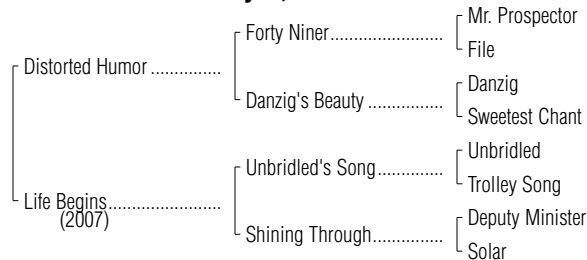 Mr. Prospector
Forty Niner....................
File
Distorted Humor ...............
Danzig
Danzig's Beauty ................
Sweetest Chant
Unbridled
Unbridled's Song..............
Trolley Song
Life Begins........................
(2007)
Deputy Minister
Shining Through...............
Solar